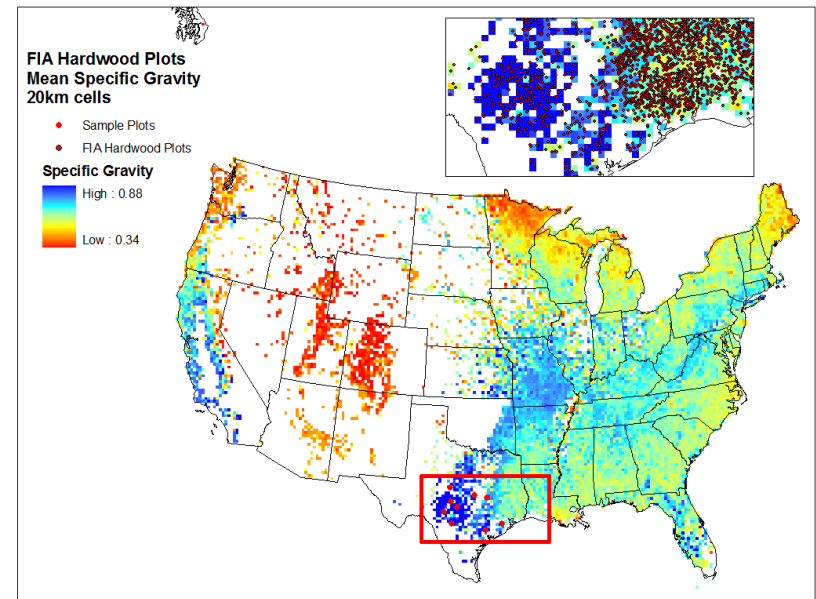 FIA Hardwood Plots
Mean Specific Gravity
20km cells
Sample Plots
FIA Hardwood Plots
Specific Gravity
High : 0.88
Low : 0.34